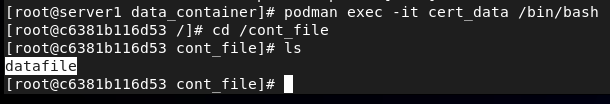 [root@server1 data_container]# podman exec -it cert_data /bin/bash
[root@c6381b116d53 /]# cd /cont_file
[root@c6381b116d53 cont_file]# ls
datafile
[root@c6381b116d53 cont_file]#